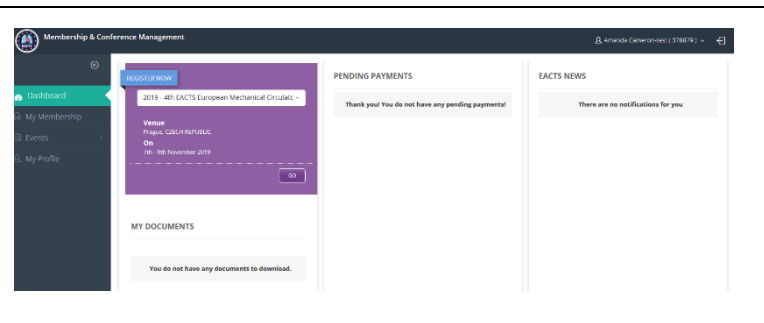 Membership & Conference Management
Amanda Cameron-test ( 378879 )
Dashboard
My Membership
Events
My Profile
REGISTER NOW
2019 - 4th EACTS European Mechanical Circulatc
Venue
Prague, CZECH REPUBLIC
On
7th - 9th November 2019
GO
MY DOCUMENTS
You do not have any documents to download.
PENDING PAYMENTS
Thank you! You do not have any pending payments!
EACTS NEWS
There are no notifications for you